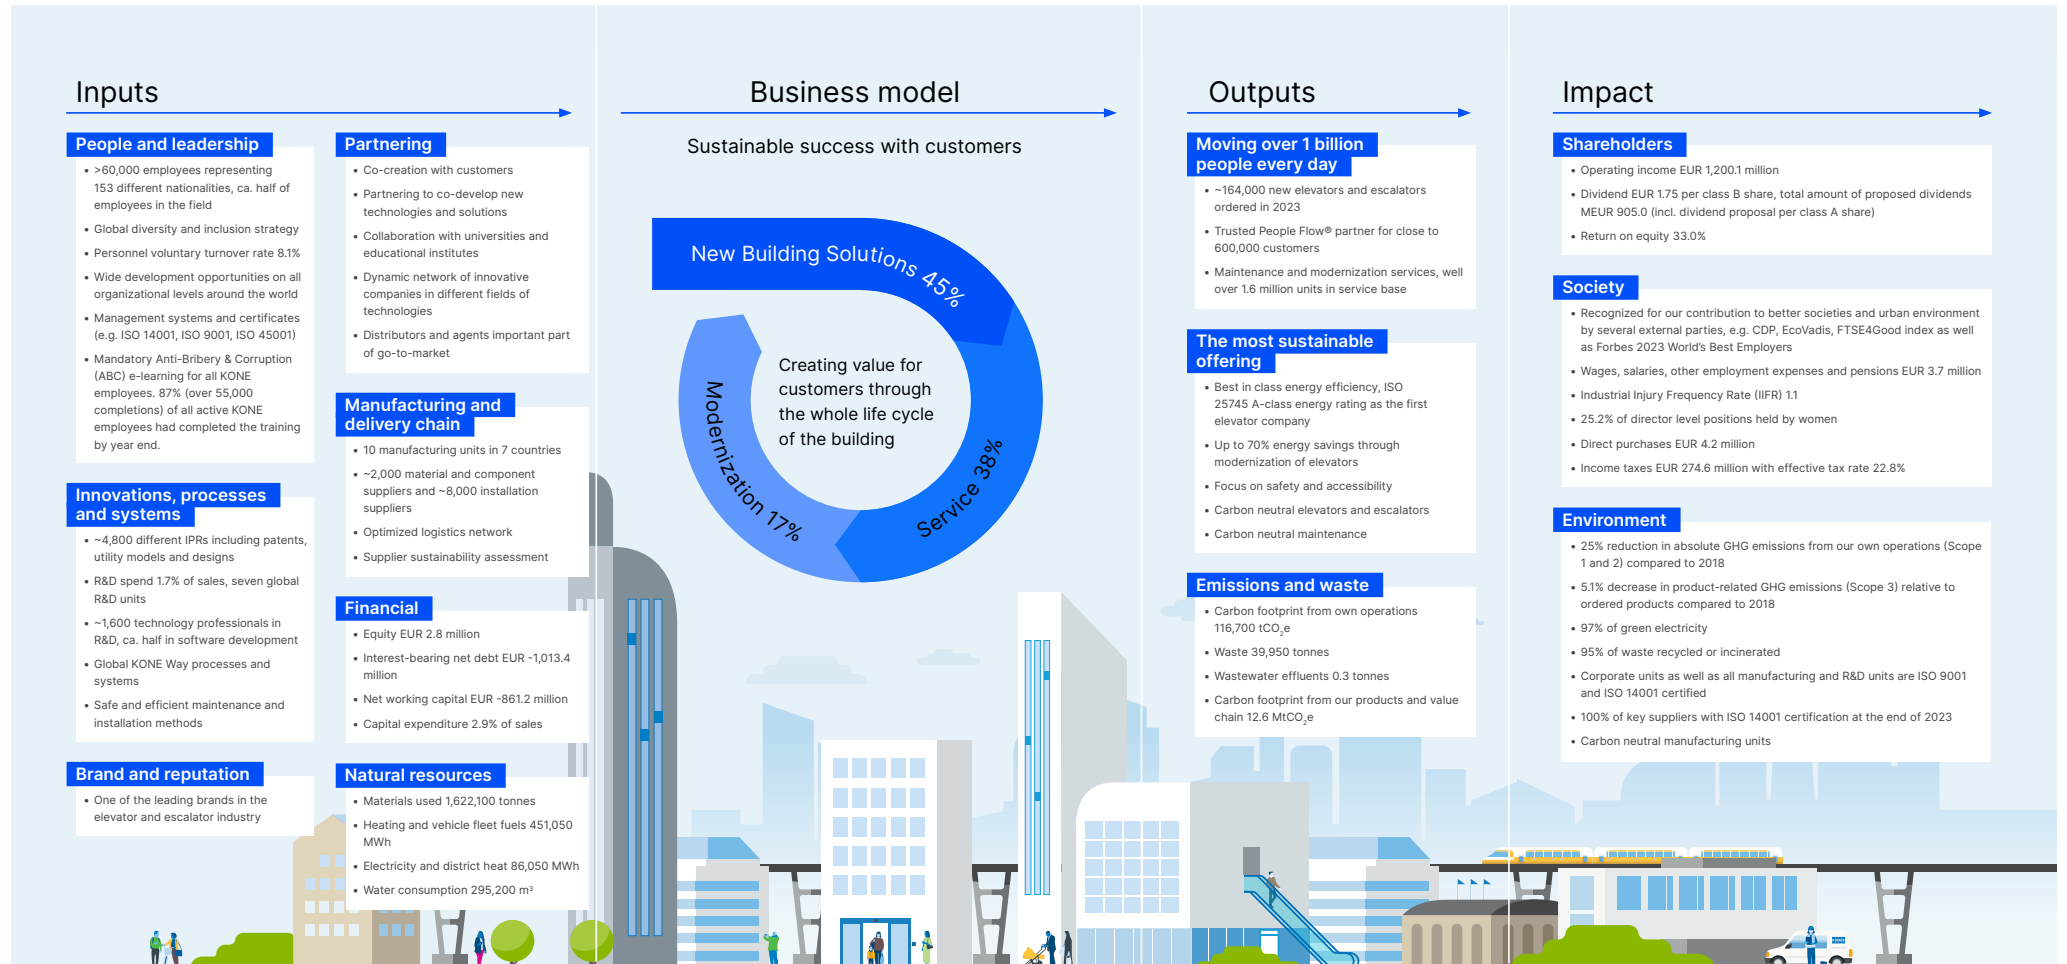 Inputs
People and leadership
• >60,000 employees representing
153 different nationalities, ca. half of
employees in the field
• Global diversity and inclusion strategy
• Personnel voluntary turnover rate 8.1%
• Wide development opportunities on all
organizational levels around the world
• Management systems and certificates
(e.g. ISO 14001, ISO 9001, ISO 45001)
• Mandatory Anti-Bribery & Corruption
(ABC) e-learning for all KONE
employees. 87% (over 55,000
completions) of all active KONE
employees had completed the training
by year end.
Innovations, processes
and systems
• ~4,800 different IPRs including patents,
utility models and designs
• R&D spend 1.7% of sales, seven global
R&D units
• ~1,600 technology professionals in
R&D, ca. half in software development
• Global KONE Way processes and
systems
• Safe and efficient maintenance and
installation methods
Brand and reputation
• One of the leading brands in the
elevator and escalator industry
Partnering
• Co-creation with customers
• Partnering to co-develop new
technologies and solutions
• Collaboration with universities and
educational institutes
• Dynamic network of innovative
companies in different fields of
technologies
• Distributors and agents important part
of go-to-market
Manufacturing and
delivery chain
• 10 manufacturing units in 7 countries
• ~2,000 material and component
suppliers and ~8,000 installation
suppliers
• Optimized logistics network
• Supplier sustainability assessment
Financial
• Equity EUR 2.8 million
• Interest-bearing net debt EUR -1,013.4
million
• Net working capital EUR -861.2 million
• Capital expenditure 2.9% of sales
Natural resources
• Materials used 1,622,100 tonnes
• Heating and vehicle fleet fuels 451,050
MWh
• Electricity and district heat 86,050 MWh
• Water consumption 295,200 m³
Business model
Sustainable success with customers
New Building Solutions 45%
Service 38%
Modernization 17%
Creating value for
customers through
the whole life cycle
of the building
Outputs
Moving over 1 billion
people every day
• ~164,000 new elevators and escalators
ordered in 2023
• Trusted People Flow® partner for close to
600,000 customers
• Maintenance and modernization services, well
over 1.6 million units in service base
The most sustainable
offering
• Best in class energy efficiency, ISO
25745 A-class energy rating as the first
elevator company
• Up to 70% energy savings through
modernization of elevators
• Focus on safety and accessibility
• Carbon neutral elevators and escalators
• Carbon neutral maintenance
Emissions and waste
• Carbon footprint from own operations
116,700 tCO₂e
• Waste 39,950 tonnes
• Wastewater effluents 0.3 tonnes
• Carbon footprint from our products and value
chain 12.6 MtCO₂e
Impact
Shareholders
• Operating income EUR 1,200.1 million
• Dividend EUR 1.75 per class B share, total amount of proposed dividends
MEUR 905.0 (incl. dividend proposal per class A share)
• Return on equity 33.0%
Society
• Recognized for our contribution to better societies and urban environment
by several external parties, e.g. CDP, EcoVadis, FTSE4Good index as well
as Forbes 2023 World's Best Employers
• Wages, salaries, other employment expenses and pensions EUR 3.7 million
• Industrial Injury Frequency Rate (IIFR) 1.1
• 25.2% of director level positions held by women
• Direct purchases EUR 4.2 million
• Income taxes EUR 274.6 million with effective tax rate 22.8%
Environment
• 25% reduction in absolute GHG emissions from our own operations (Scope
1 and 2) compared to 2018
• 5.1% decrease in product-related GHG emissions (Scope 3) relative to
ordered products compared to 2018
• 97% of green electricity
• 95% of waste recycled or incinerated
• Corporate units as well as all manufacturing and R&D units are ISO 9001
and ISO 14001 certified
• 100% of key suppliers with ISO 14001 certification at the end of 2023
• Carbon neutral manufacturing units
KONE